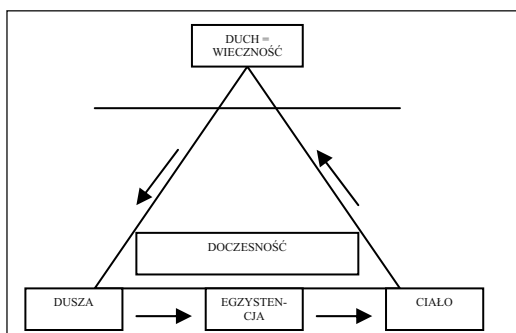 DUCH =
WIECZNOŚĆ
DOCZESNOŚĆ
DUSZA
EGZYSTEN-
CJA
CIAŁO